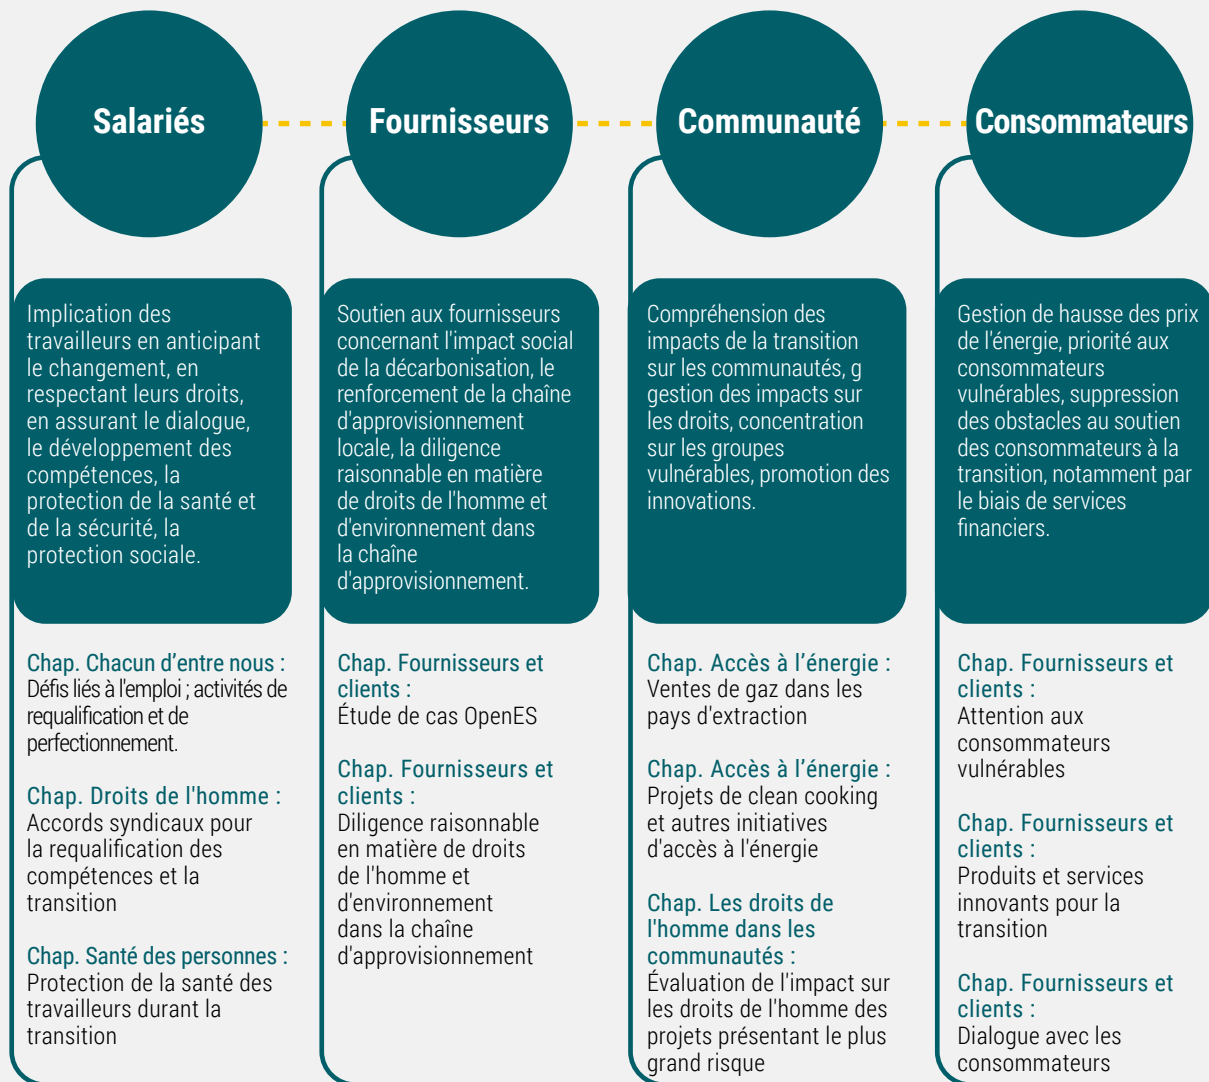 Salariés
Fournisseurs
Communauté
Consommateurs
Implication des
travailleurs en anticipant
le changement, en
respectant leurs droits,
en assurant le dialogue,
le développement des
compétences, la
protection de la santé et
de la sécurité, la
protection sociale.
Soutien aux fournisseurs
concernant l'impact social
de la décarbonisation, le
renforcement de la chaîne
d'approvisionnement
locale, la diligence
raisonnable en matière
de droits de l'homme et
d'environnement dans
la chaîne
d'approvisionnement.
Compréhension des
impacts de la transition
sur les communautés, g
gestion des impacts sur
les droits, concentration
sur les groupes
vulnérables, promotion des
innovations.
Gestion de hausse des prix
de l'énergie, priorité aux
consommateurs
vulnérables, suppression
des obstacles au soutien
des consommateurs à la
transition, notamment par
le biais de services
financiers.
Chap. Chacun d’entre nous :
Défis liés à l'emploi ; activités de
requalification et de
perfectionnement.
Chap. Droits de l'homme :
Accords syndicaux pour
la requalification des
compétences et la
transition
Chap. Santé des personnes :
Protection de la santé des
travailleurs durant la
transition
Chap. Fournisseurs et
clients :
Étude de cas OpenES
Chap. Fournisseurs et
clients :
Diligence raisonnable
en matière de droits
de l'homme et
d'environnement
dans la chaîne
d'approvisionnement
Chap. Accès à l’énergie :
Ventes de gaz dans les
pays d'extraction
Chap. Accès à l’énergie :
Projets de clean cooking
et autres initiatives
d'accès à l'énergie
Chap. Les droits de
l'homme dans les
communautés :
Évaluation de l'impact sur
les droits de l'homme des
projets présentant le plus
grand risque
Chap. Fournisseurs et
clients :
Attention aux
consommateurs
vulnérables
Chap. Fournisseurs et
clients :
Produits et services
innovants pour la
transition
Chap. Fournisseurs et
clients :
Dialogue avec les
consommateurs